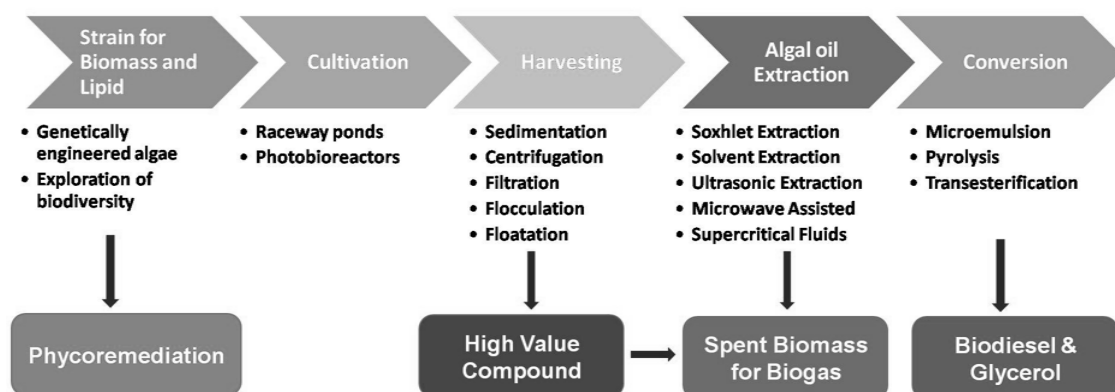 Strain for
Biomass and
Lipid
Cultivation
Harvesting
Algal oil
Extraction
Conversion
• Genetically
engineered algae
• Exploration of
biodiversity
• Raceway ponds
• Photobioreactors
• Sedimentation
• Centrifugation
• Filtration
• Flocculation
• Floatation
• Soxhlet Extraction
• Solvent Extraction
• Ultrasonic Extraction
• Microwave Assisted
• Supercritical Fluids
• Microemulsion
• Pyrolysis
• Transesterification
Phycoremediation
High Value
Compound
Spent Biomass
for Biogas
Biodiesel &
Glycerol